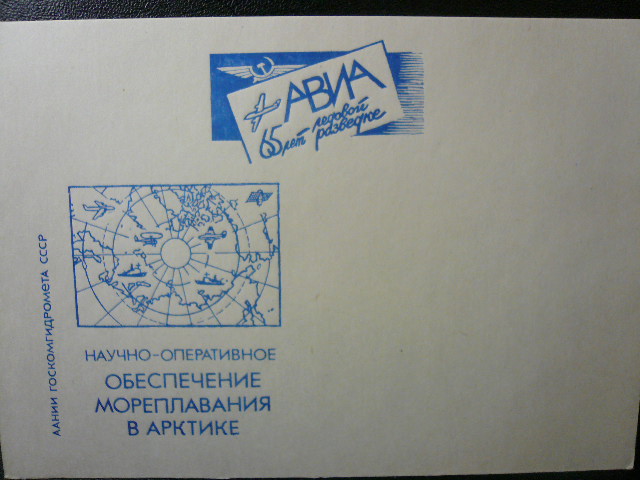 АВИА
65 лет ледовой
разведке
ААНИИ ГОСКОМГИДРОМЕТА СССР
НАУЧНО-ОПЕРАТИВНОЕ
ОБЕСПЕЧЕНИЕ
МОРЕПЛАВАНИЯ
В АРКТИКЕ